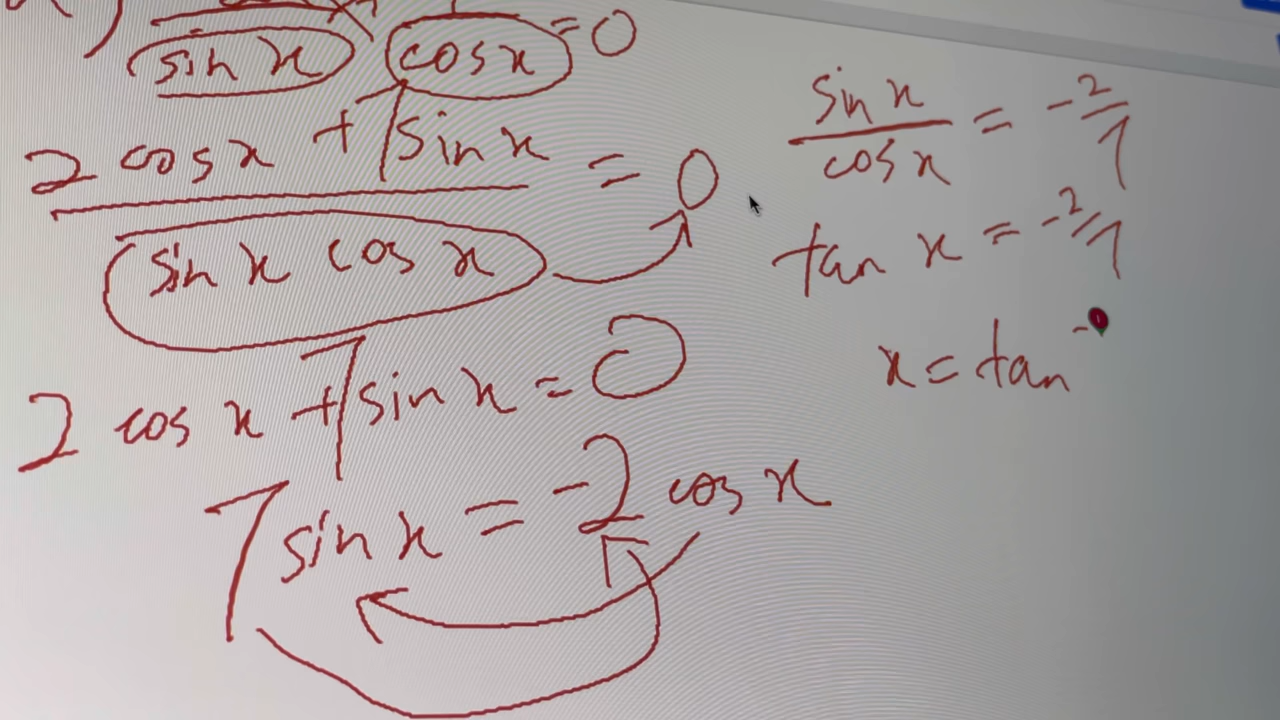 sin x cos x = 0
2 cos x + 7 sin x = 0
sin x cos x
2 cos x + 7 sin x = 0
7 sin x = -2 cos x
sin x = -2/7
cos x
tan x = -2/7
x = tan -